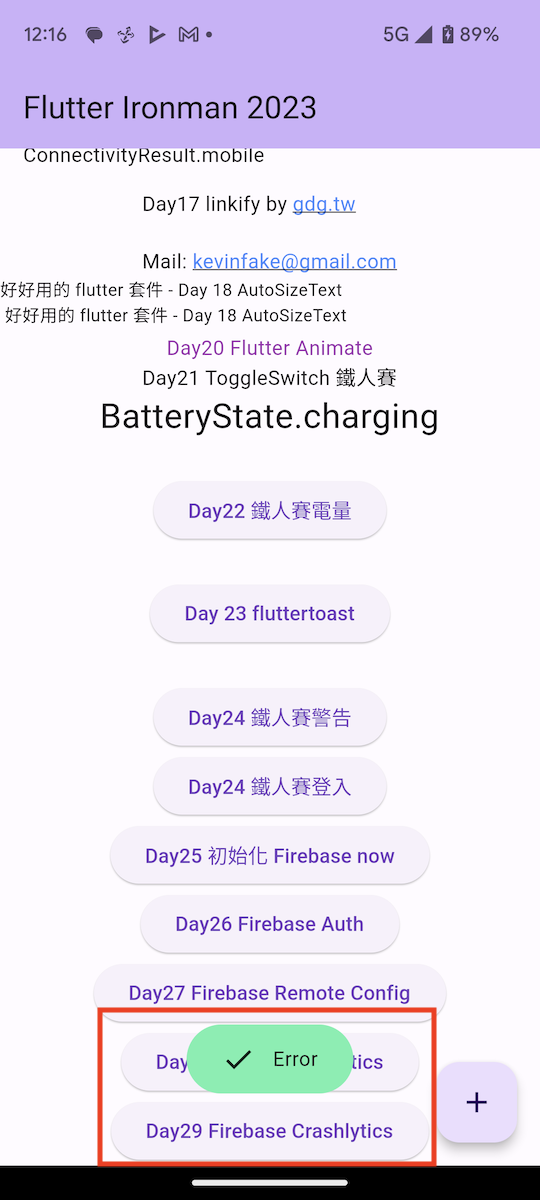 12:16 5G 89%
Flutter Ironman 2023
ConnectivityResult.mobile
Day17 linkify by gdg.tw
Mail: kevinfake@gmail.com
好好用的 flutter 套件 - Day 18 AutoSizeText
好好用的 flutter 套件 - Day 18 AutoSizeText
Day20 Flutter Animate
Day21 ToggleSwitch 鐵人賽
BatteryState.charging
Day22 鐵人賽電量
Day 23 fluttertoast
Day24 鐵人賽警告
Day24 鐵人賽登入
Day25 初始化 Firebase now
Day26 Firebase Auth
Day27 Firebase Remote Config
Error
Day29 Firebase Crashlytics